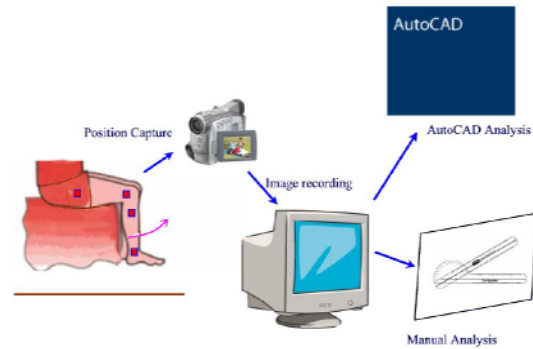 AutoCAD
AutoCAD Analysis
Position Capture
Image recording
Manual Analysis